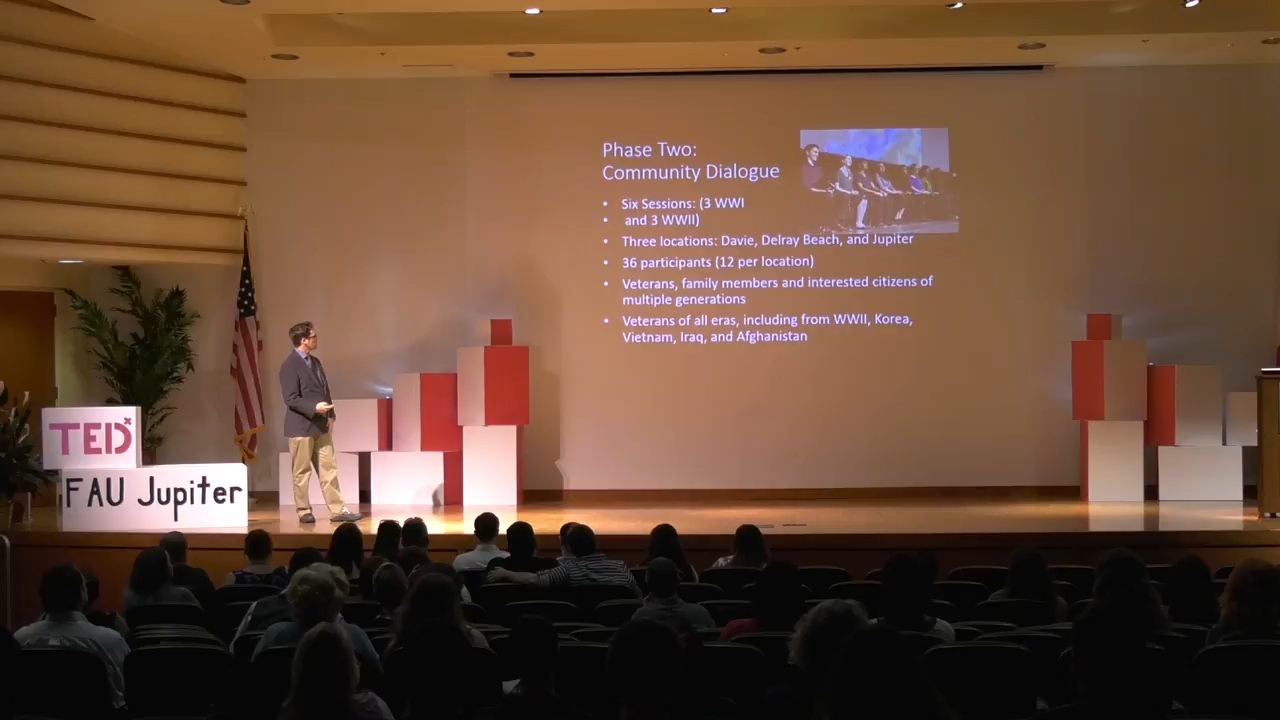 Phase Two:
Community Dialogue
• Six Sessions: (3 WWI
• and 3 WWII)
• Three locations: Davie, Delray Beach, and Jupiter
• 36 participants (12 per location)
• Veterans, family members and interested citizens of
multiple generations
• Veterans of all eras, including from WWII, Korea,
Vietnam, Iraq, and Afghanistan
TEDx
FAU Jupiter